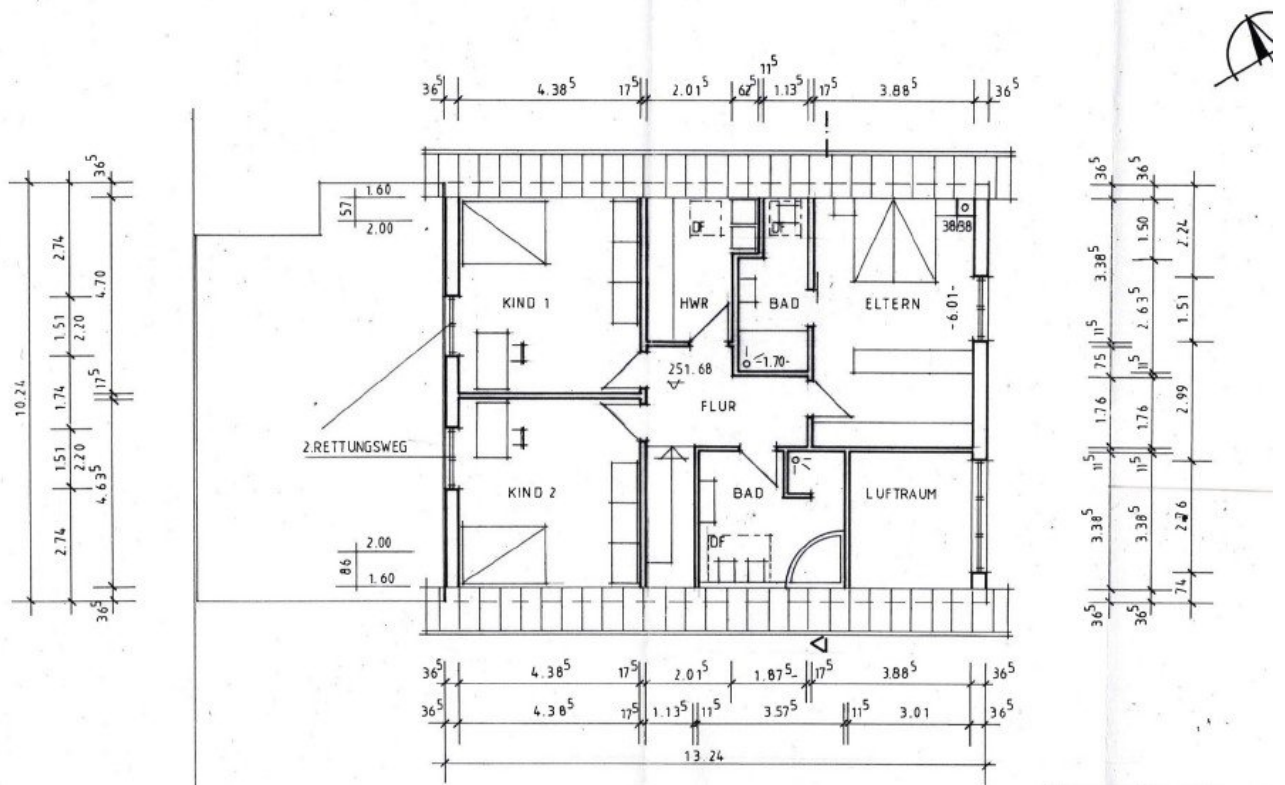 11⁵
36⁵ 4.38⁵ 17⁵ 2.01⁵ 62⁵ 1.13⁵ 17⁵ 3.88⁵ 36⁵
36⁵
2.74
4.70
1.51
2.20
10.24
1.74
17⁵
1.51
2.20
4.63⁵
2.74
36⁵
57
1.60
2.00
2.00
86
1.60
KIND 1
DF
HWR
DF
BAD
ELTERN
38/38
-6.01-
-1.70-
251.68
FLUR
2.RETTUNGSWEG
KIND 2
BAD
DF
LUFTRAUM
36⁵ 36⁵
1.50
2.24
3.38⁵
2.63⁵
1.51
11⁵
75
11⁵
2.99
1.76
1.76
11⁵
11⁵
3.38⁵
3.38⁵
74
36⁵
36⁵
36⁵ 4.38⁵ 17⁵ 2.01⁵ 1.87⁵- 17⁵ 3.88⁵ 36⁵
36⁵ 4.38⁵ 17⁵ 1.13⁵ 11⁵ 3.57⁵ 11⁵ 3.01 36⁵
13.24